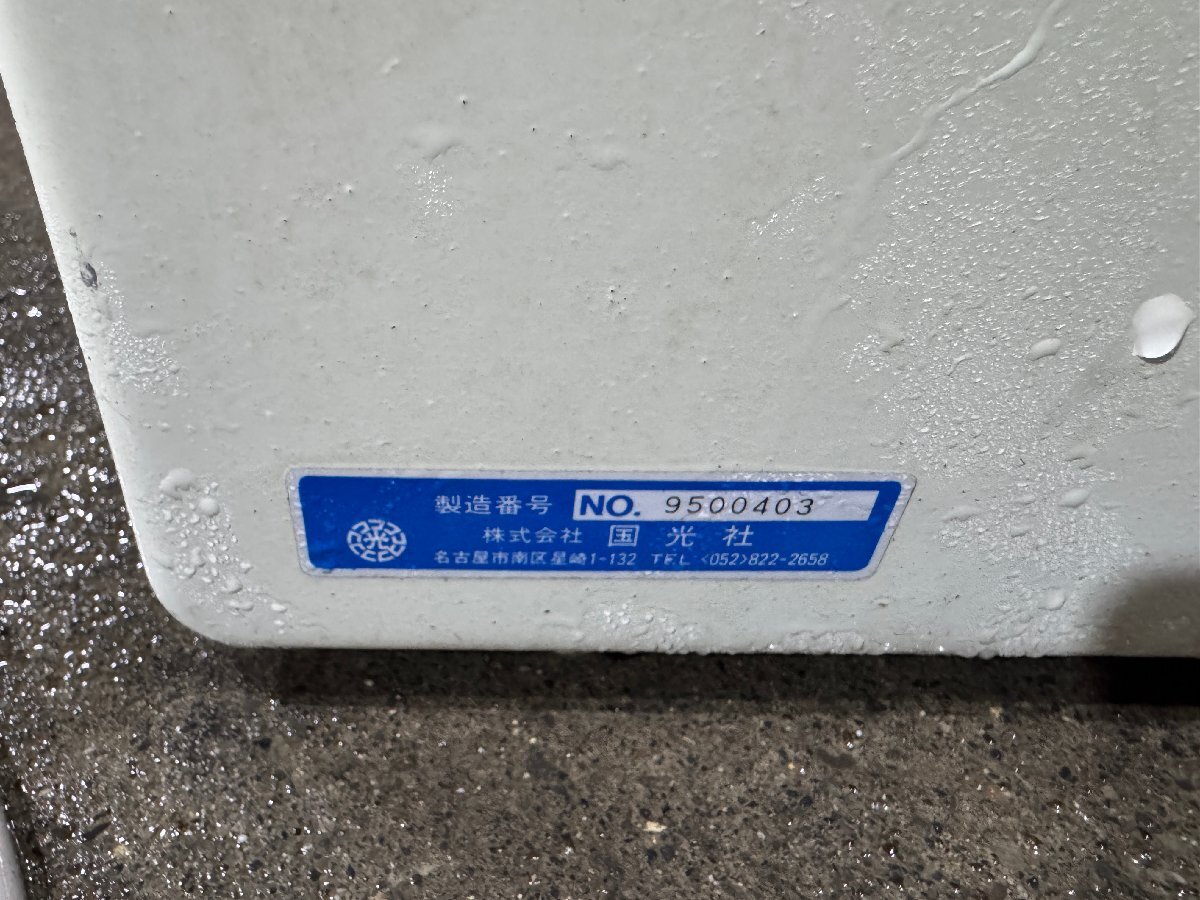 製造番号 NO. 9500403
光 株式会社 国光社
名古屋市南区星崎1-132 TEL <052>822-2658